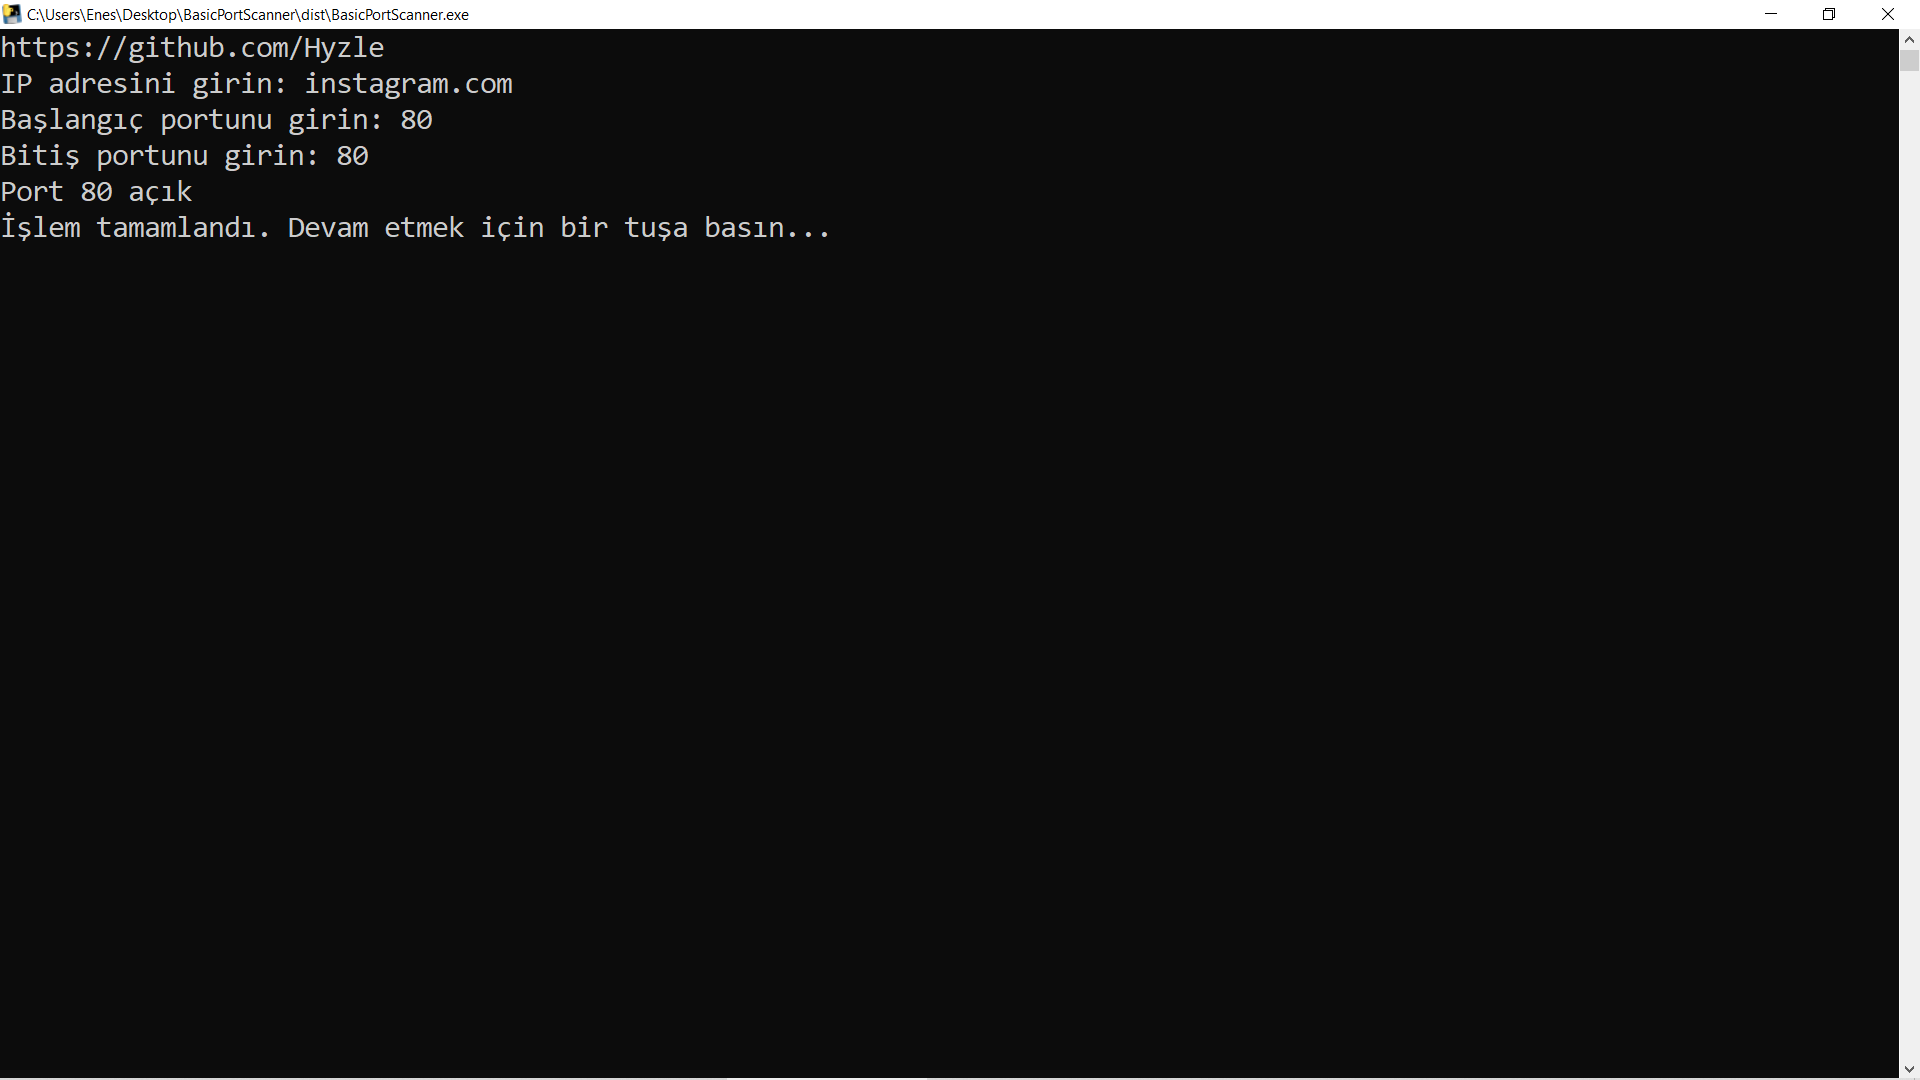 C:\Users\Enes\Desktop\BasicPortScanner\dist\BasicPortScanner.exe
https://github.com/Hyzle
IP adresini girin: instagram.com
Başlangıç portunu girin: 80
Bitiş portunu girin: 80
Port 80 açık
İşlem tamamlandı. Devam etmek için bir tuşa basın...